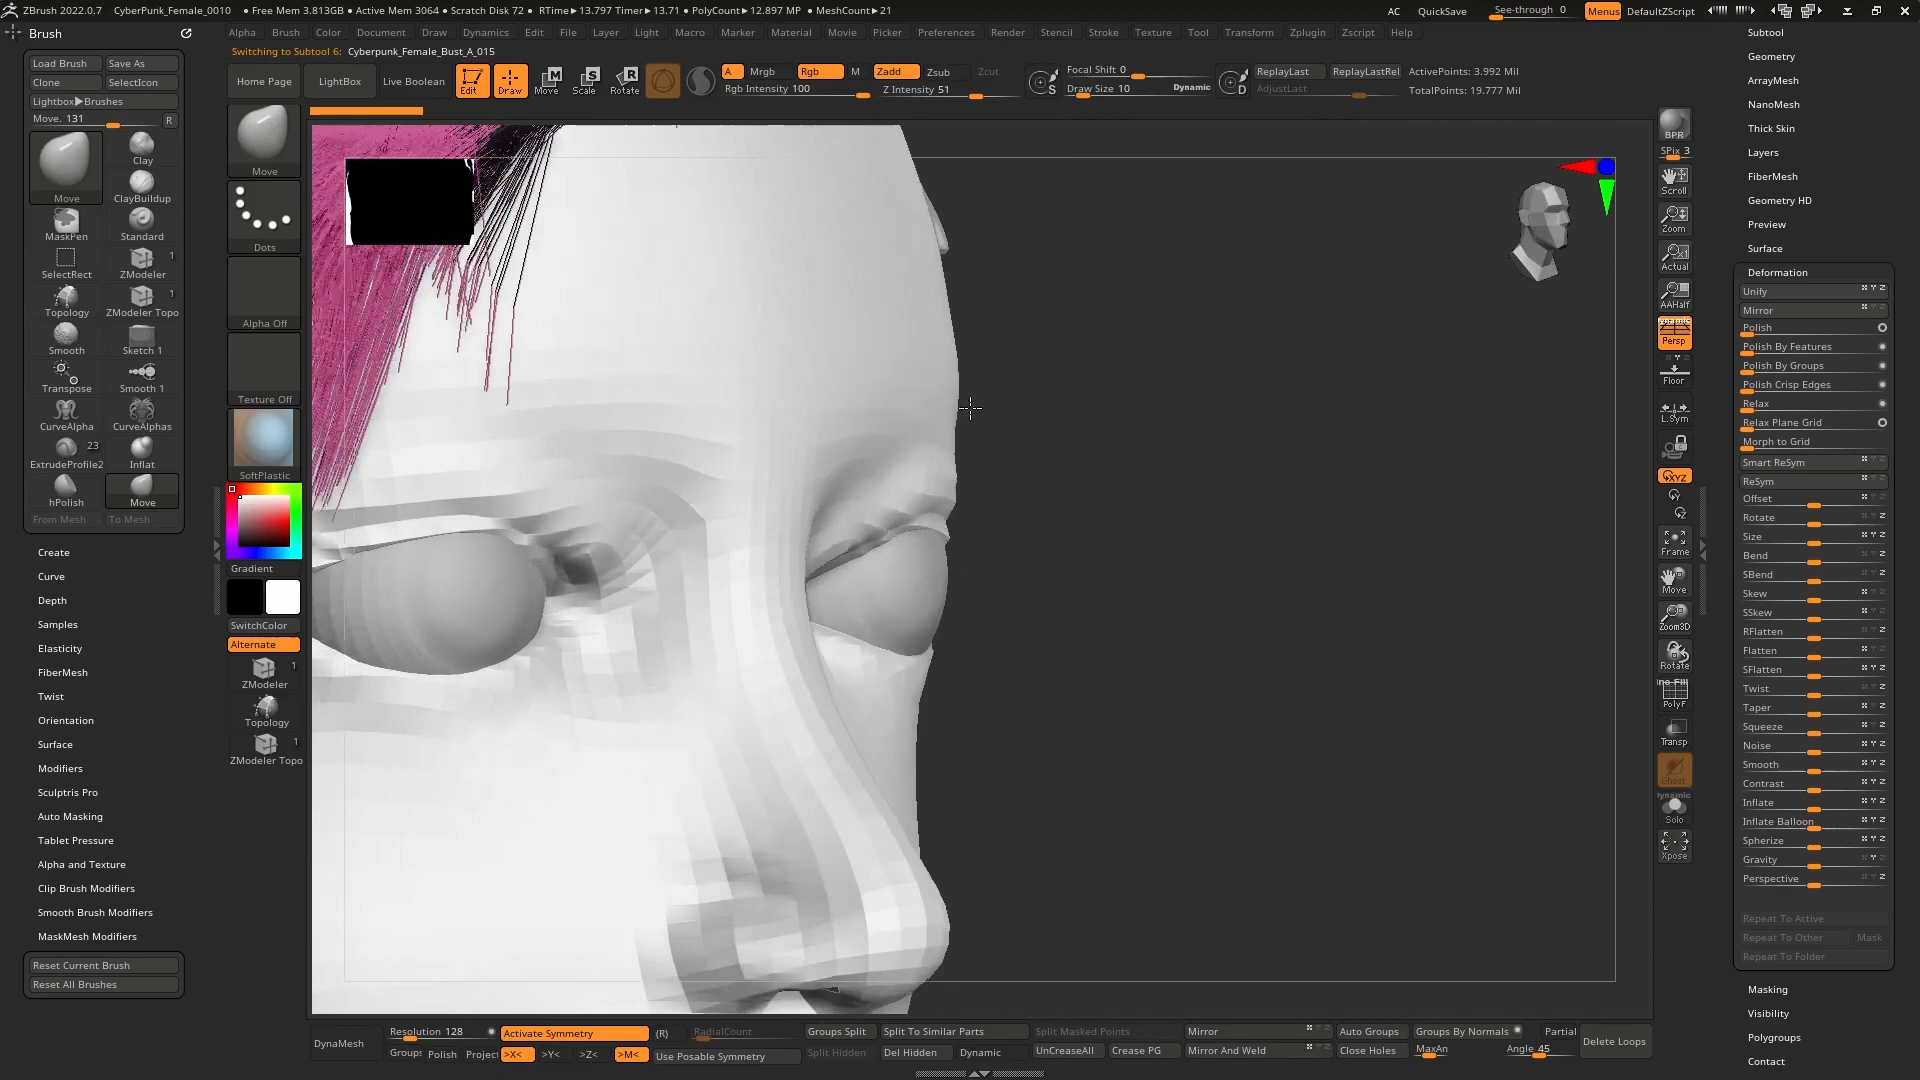 ZBrush 2022.0.7 CyberPunk_Female_0010 ● Free Mem 3.813GB ● Active Mem 3064 ● Scratch Disk 72 ● RTime▶13.797 Timer▶13.71 ● PolyCount▶12.897 MP ● MeshCount▶21 AC QuickSave See-through 0 Menus DefaultZScript
Brush Alpha Brush Color Document Draw Dynamics Edit File Layer Light Macro Marker Material Movie Picker Preferences Render Stencil Stroke Texture Tool Transform Zplugin Zscript Help
Switching to Subtool 6: Cyberpunk_Female_Bust_A_015
Home Page LightBox Live Boolean Edit Draw Move Scale Rotate
A Mrgb Rgb M Zadd Zsub Zcut
Rgb Intensity 100 Z Intensity 51
Focal Shift 0
Draw Size 10 Dynamic
S D
ReplayLast ReplayLastRel ActivePoints: 3.992 Mil
AdjustLast TotalPoints: 19.777 Mil
Load Brush Save As
Clone SelectIcon
Lightbox▶Brushes
Move. 131 R
Move Clay
ClayBuildup
MaskPen Standard
SelectRect ZModeler 1
Topology ZModeler Topo 1
Smooth Sketch 1
Transpose Smooth 1
CurveAlpha CurveAlphas
ExtrudeProfile2 23 Inflat
hPolish Move
From Mesh To Mesh
Create
Curve
Depth
Samples
Elasticity
FiberMesh
Twist
Orientation
Surface
Modifiers
Sculptris Pro
Auto Masking
Tablet Pressure
Alpha and Texture
Clip Brush Modifiers
Smooth Brush Modifiers
MaskMesh Modifiers
Reset Current Brush
Reset All Brushes
Move
Dots
Alpha Off
Texture Off
SoftPlastic
Gradient
SwitchColor
Alternate
ZModeler 1
Topology
ZModeler Topo 1
BPR
SPix 3
Scroll
Zoom
Actual
AAHalf
Dynamic
Persp
Floor
L.Sym
XYZ
Frame
Move
Zoom3D
Rotate
PolyF
Transp
Ghost
Dynamic
Solo
Xpose
Subtool
Geometry
ArrayMesh
NanoMesh
Thick Skin
Layers
FiberMesh
Geometry HD
Preview
Surface
Deformation
Unify
Mirror
Polish
Polish By Features
Polish By Groups
Polish Crisp Edges
Relax
Relax Plane Grid
Morph to Grid
Smart ReSym
ReSym
Offset
Rotate
Size
Bend
SBend
Skew
SSkew
RFlatten
Flatten
SFlatten
Twist
Taper
Squeeze
Noise
Smooth
Contrast
Inflate
Inflate Balloon
Spherize
Gravity
Perspective
Repeat To Active
Repeat To Other Mask
Repeat To Folder
Masking
Visibility
Polygroups
Contact
DynaMesh Resolution 128 Activate Symmetry (R) RadialCount Groups Split Split To Similar Parts Split Masked Points Mirror Auto Groups Groups By Normals Partial Delete Loops
Groups Polish Project >X< >Y< >Z< >M< Use Posable Symmetry Split Hidden Del Hidden Dynamic UnCreaseAll Crease PG Mirror And Weld Close Holes MaxAn Angle 45